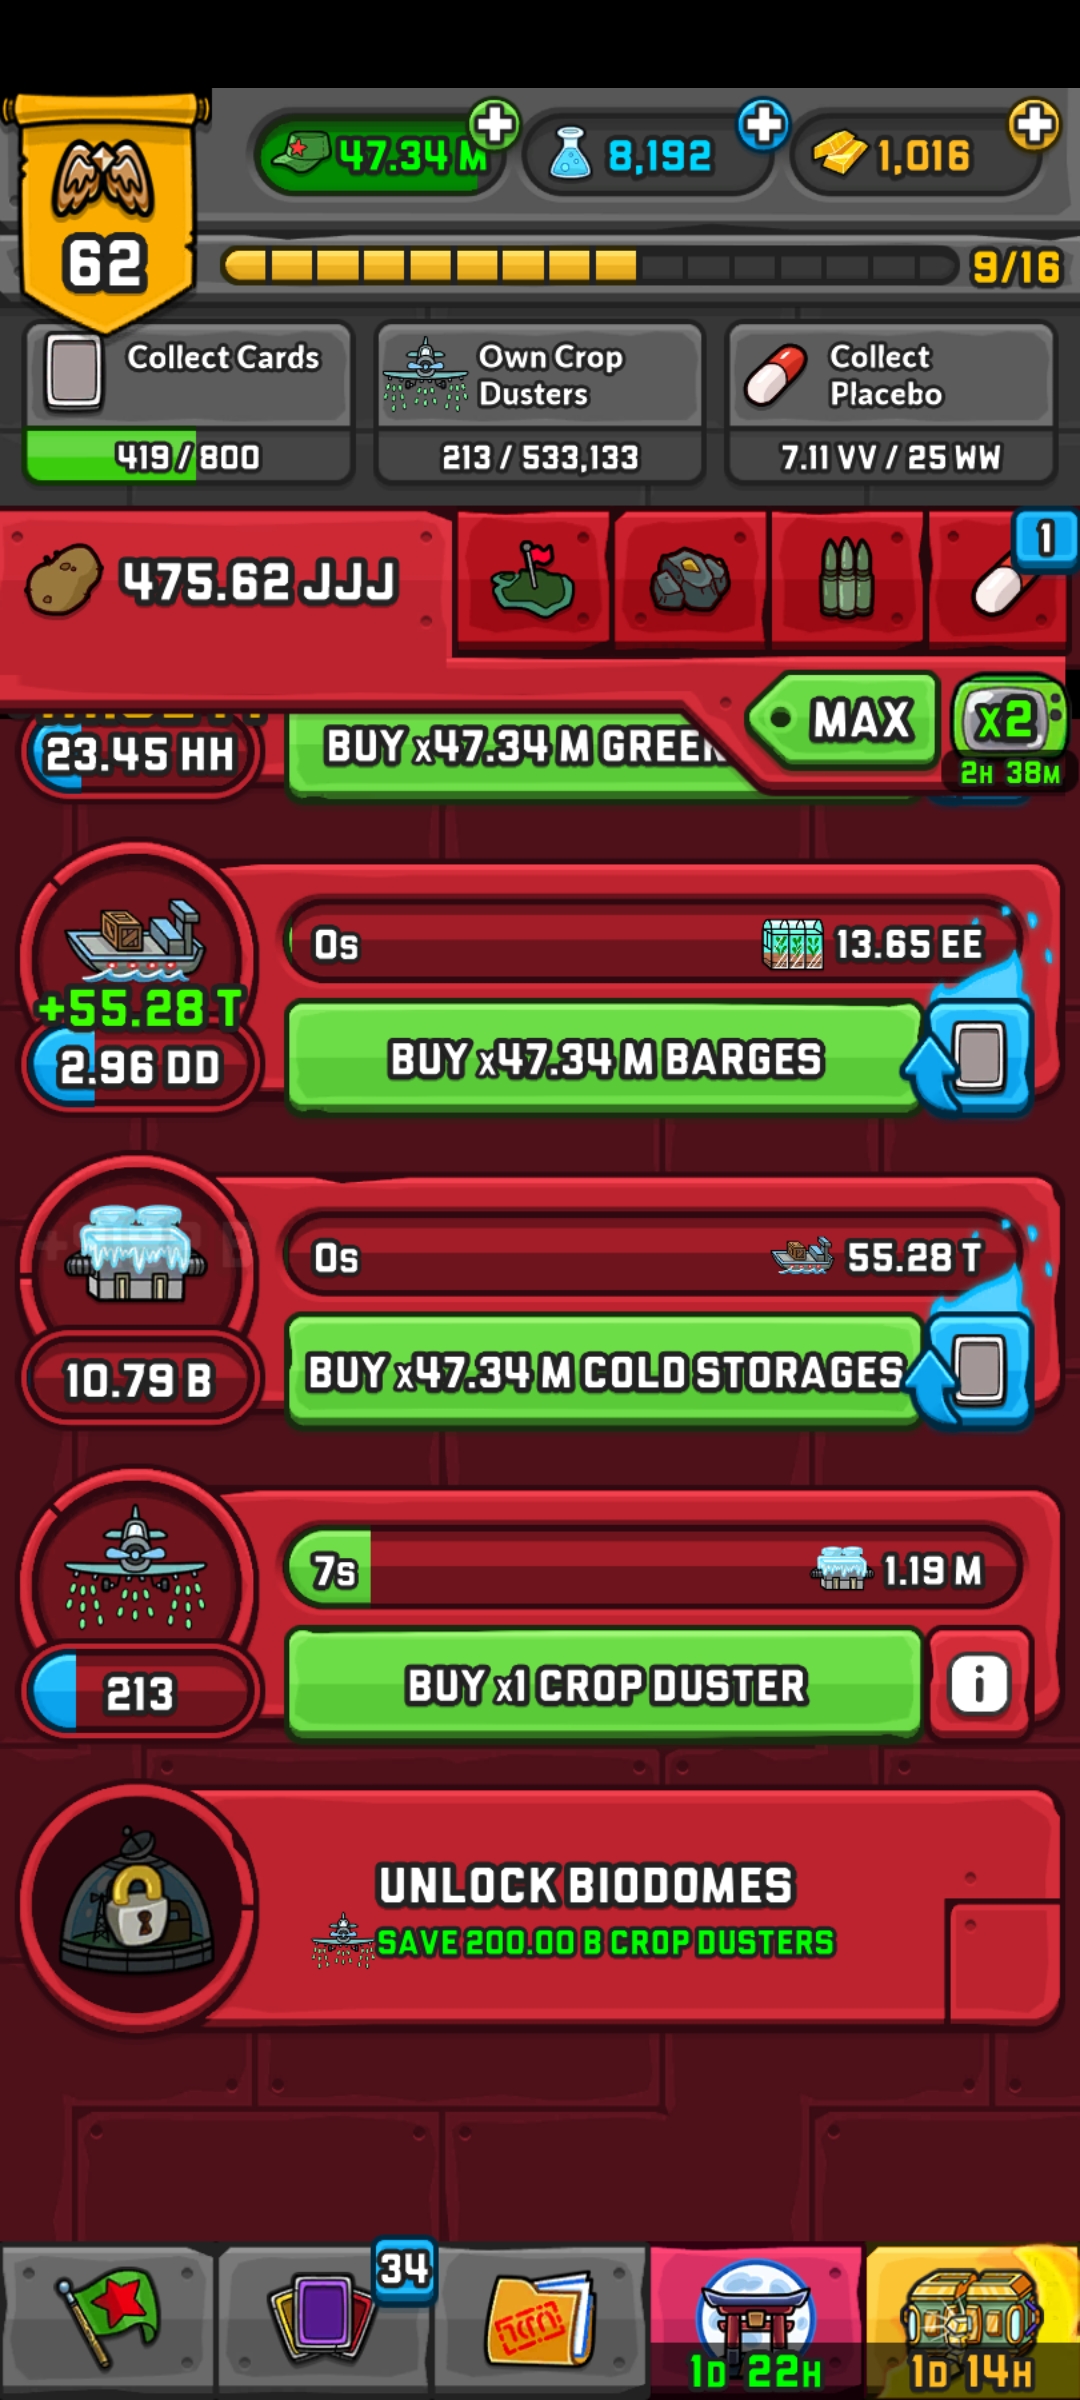 47.34 M
8,192
1,016
62
9/16
Collect Cards
419 / 800
Own Crop
Dusters
213 / 533,133
Collect
Placebo
7.11 VV / 25 WW
475.62 JJJ
1
MAX
x2
2H 38M
23.45 HH
BUY x47.34 M
0s
13.65 EE
+55.28 T
2.96 DD
BUY x47.34 M BARGES
0s
55.28 T
10.79 B
BUY x47.34 M COLD STORAGES
7s
1.19 M
213
BUY x1 CROP DUSTER
i
UNLOCK BIODOMES
SAVE 200.00 B CROP DUSTERS
34
1D 22H
1D 14H